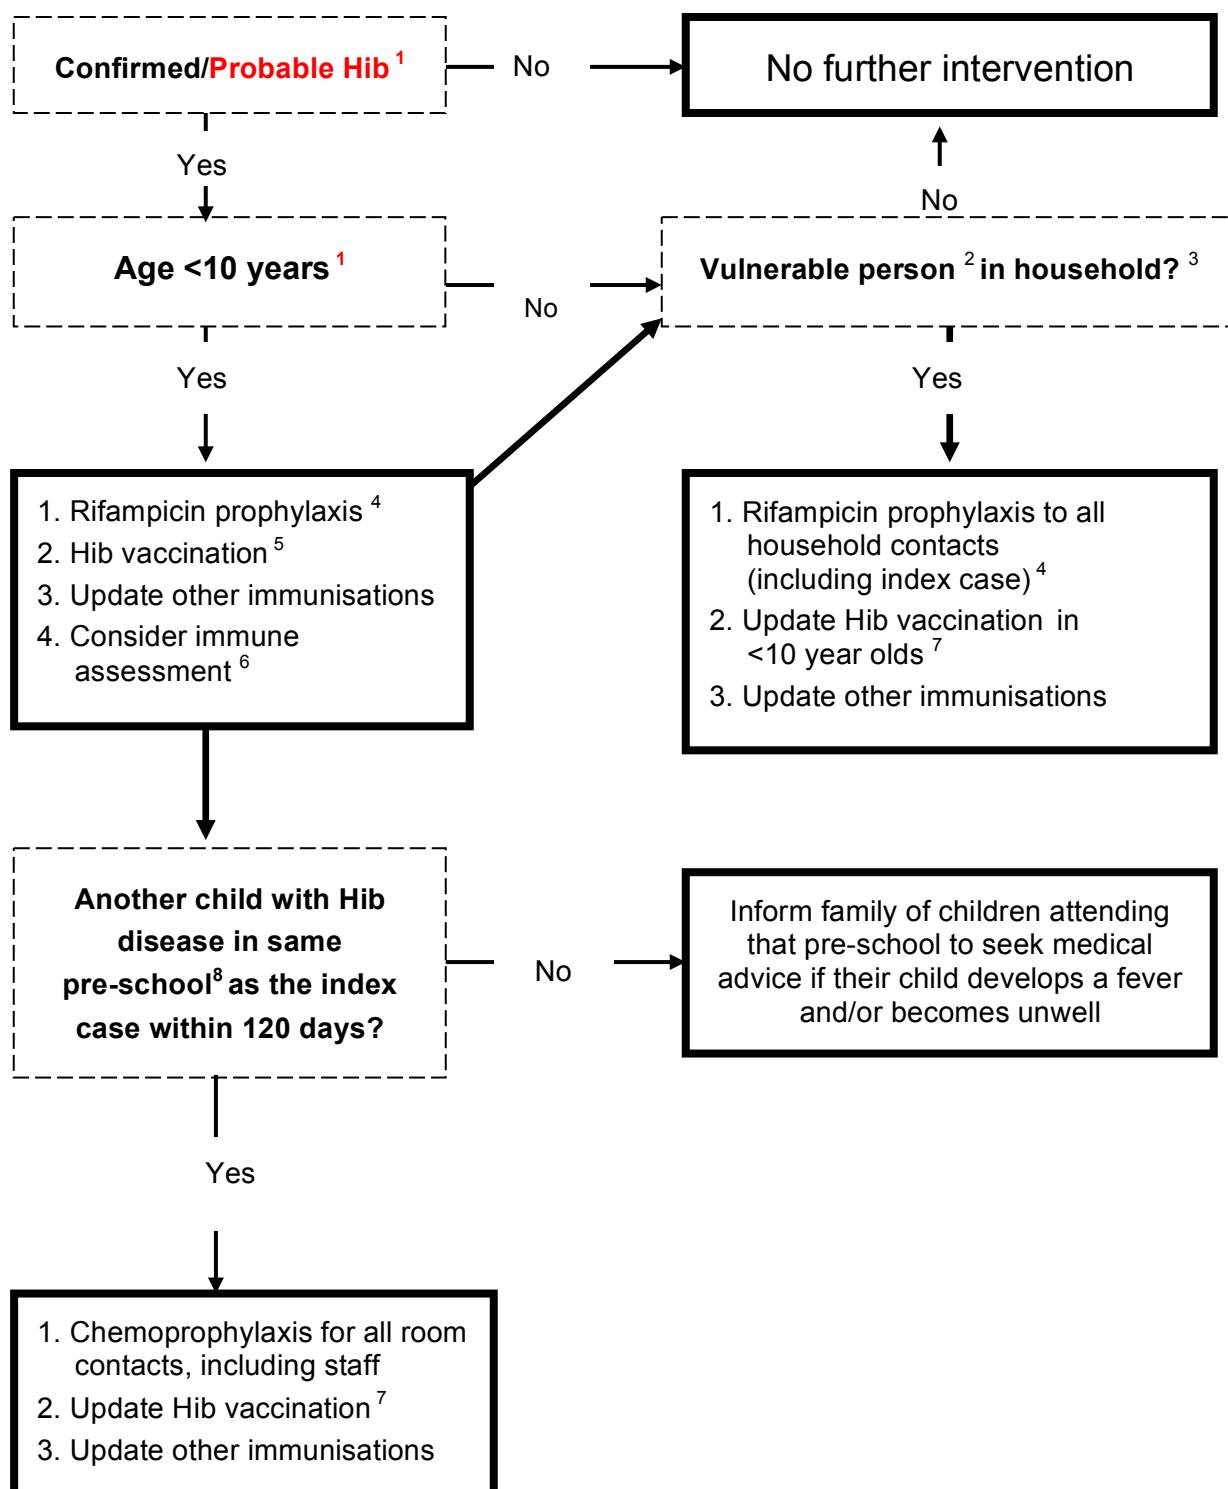 Confirmed/Probable Hib 1
No
No further intervention
Yes
No
Age <10 years 1
No
Vulnerable person 2 in household? 3
Yes
Yes
1. Rifampicin prophylaxis 4
2. Hib vaccination 5
3. Update other immunisations
4. Consider immune
assessment 6
1. Rifampicin prophylaxis to all
household contacts
(including index case) 4
2. Update Hib vaccination in
<10 year olds 7
3. Update other immunisations
Another child with Hib
disease in same
pre-school8 as the index
case within 120 days?
No
Inform family of children attending
that pre-school to seek medical
advice if their child develops a fever
and/or becomes unwell
Yes
1. Chemoprophylaxis for all room
contacts, including staff
2. Update Hib vaccination 7
3. Update other immunisations